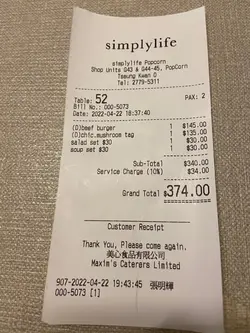 simplylife
simplylife Popcorn
Shop Units G43 & G44-45, PopCorn
Tseung Kwan O
Tel: 2779-5311
Table: 52 PAX: 2
Bill No.: 000-5073
Date: 2022-04-22 18:37:40
(D)beef burger 1 $145.00
(D)chic.mushroom tag 1 $135.00
salad set $30 1 $30.00
soup set $30 1 $30.00
Sub-Total $340.00
Service Charge (10%) $34.00
Grand Total $374.00
Customer Receipt
Thank You, Please come again.
美心食品有限公司
Maxim's Caterers Limited
907-2022-04-22 19:43:45 張明輝
000-5073 [1]